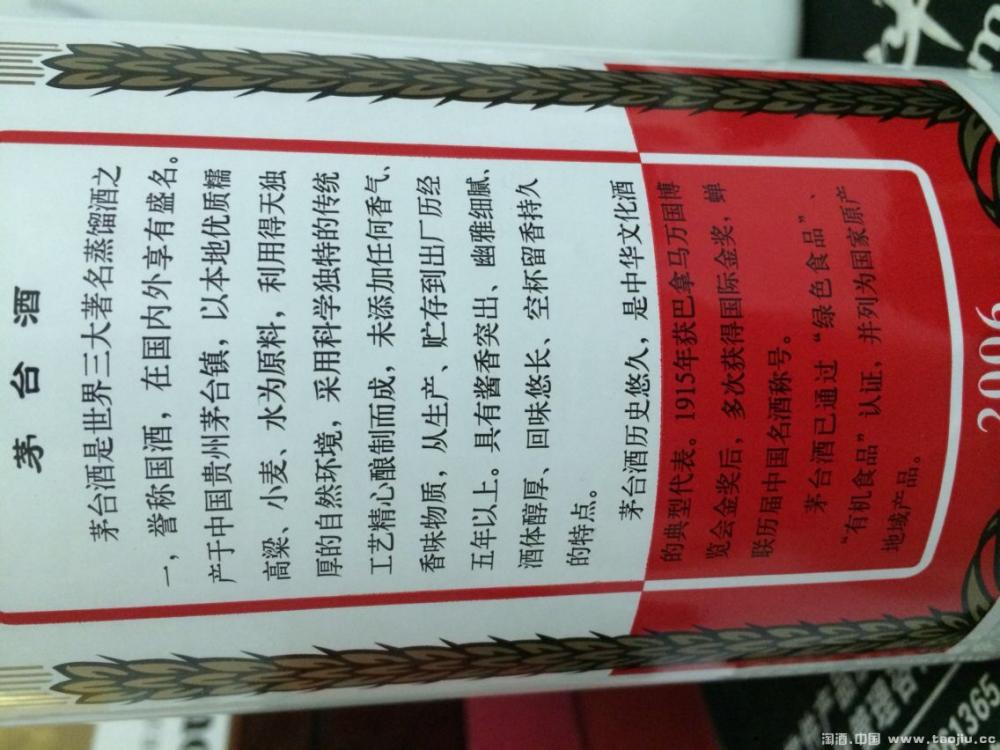 茅台酒
茅台酒是世界三大著名蒸馏酒之
一，誉称国酒，在国内外享有盛名。
产于中国贵州茅台镇，以本地优质糯
高粱、小麦、水为原料，利用得天独
厚的自然环境，采用科学独特的传统
工艺精心酿制而成，未添加任何香气、
香味物质，从生产、贮存到出厂历经
五年以上。具有酱香突出、幽雅细腻、
酒体醇厚、回味悠长、空杯留香持久
的特点。
茅台酒历史悠久，是中华文化酒
的典型代表。1915年获巴拿马万国博
览会金奖后，多次获得国际金奖，蝉
联历届中国名酒称号。
茅台酒已通过“绿色食品”、
“有机食品”认证，并列为国家原产
地域产品。
2006
1365
淘酒.中国 www.taojiu.cc